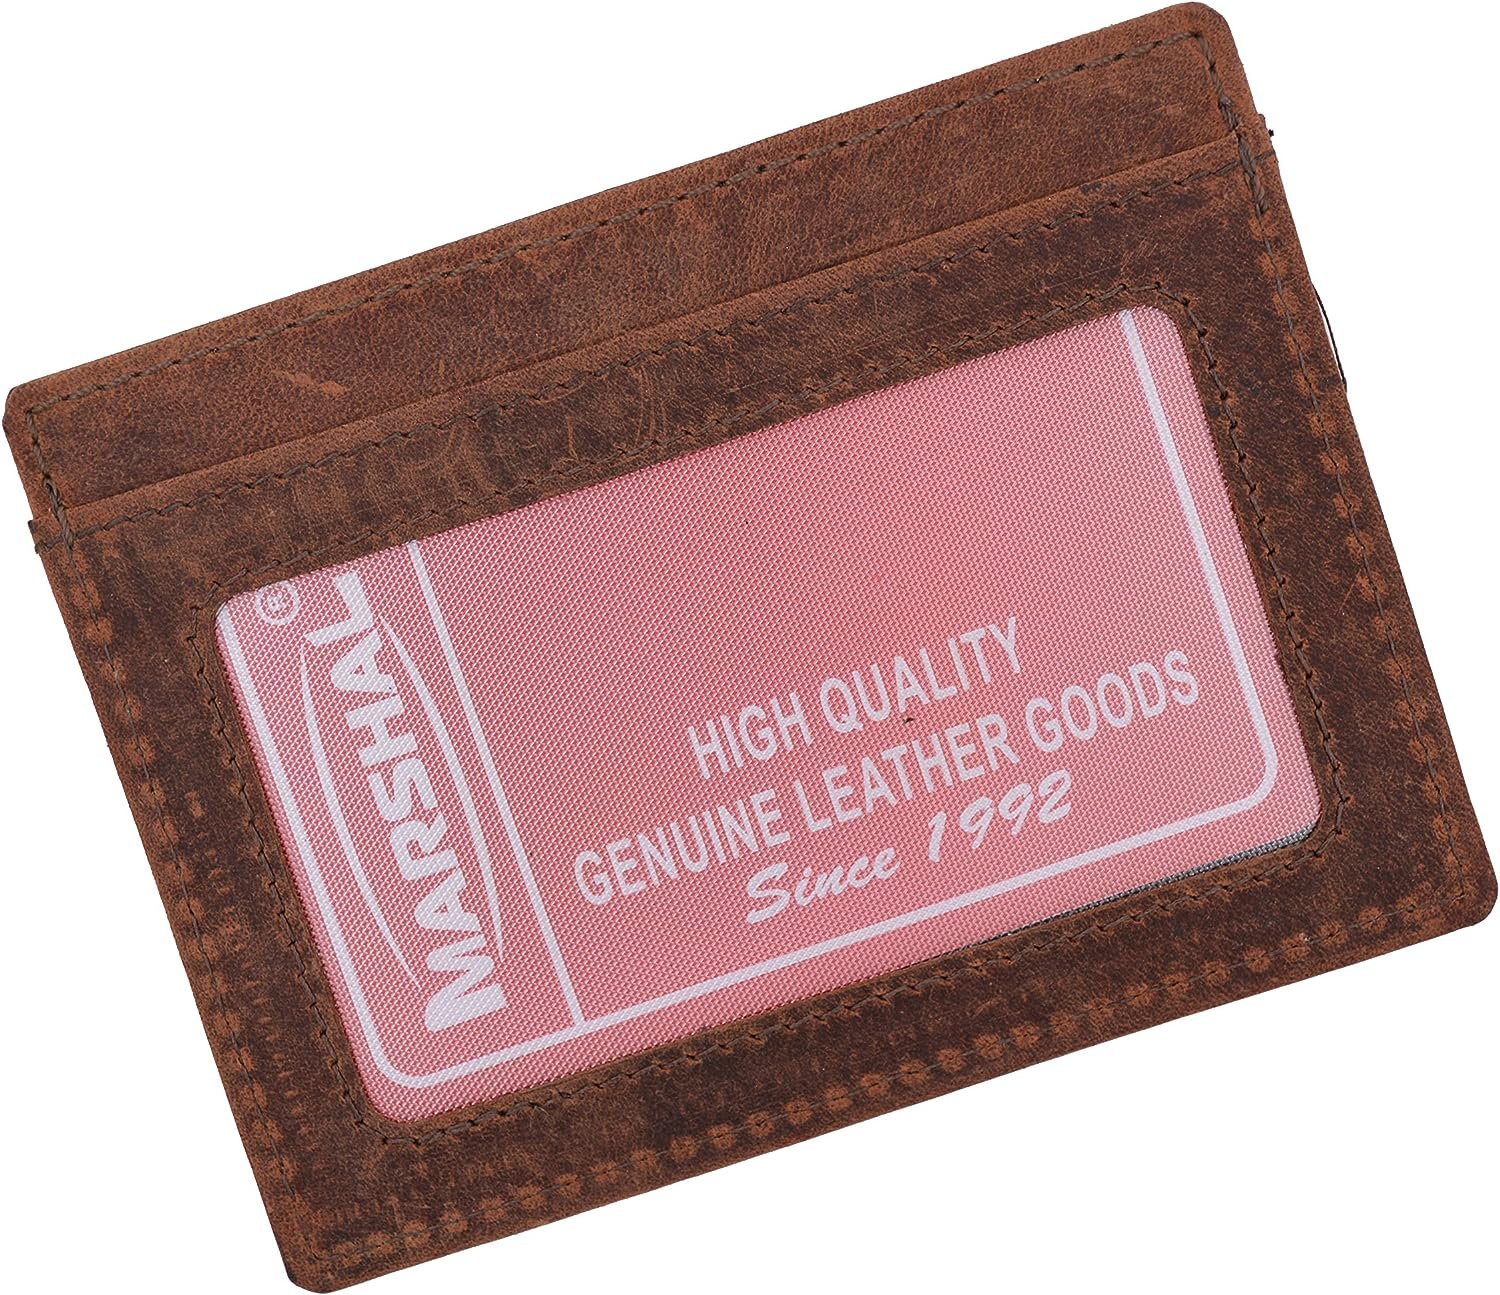 MARSHAL®
HIGH QUALITY
GENUINE LEATHER GOODS
Since 1992